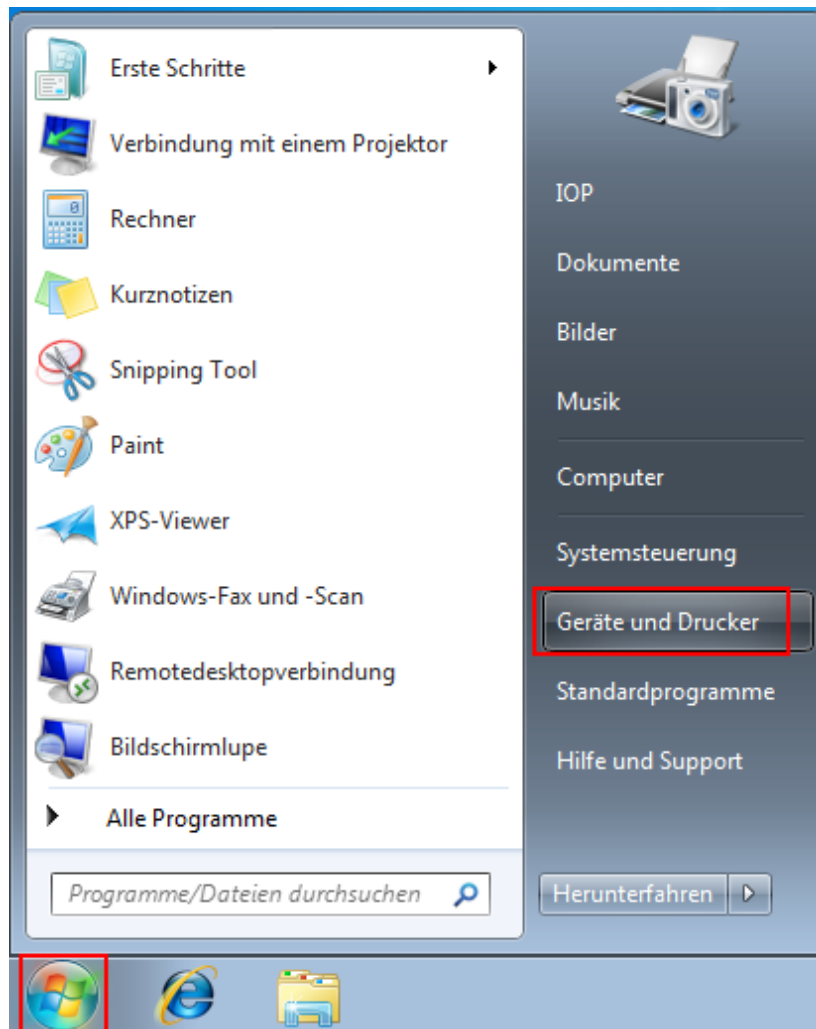 Erste Schritte
Verbindung mit einem Projektor
Rechner
Kurznotizen
Snipping Tool
Paint
XPS-Viewer
Windows-Fax und -Scan
Remotedesktopverbindung
Bildschirmlupe
Alle Programme
Programme/Dateien durchsuchen
IOP
Dokumente
Bilder
Musik
Computer
Systemsteuerung
Geräte und Drucker
Standardprogramme
Hilfe und Support
Herunterfahren